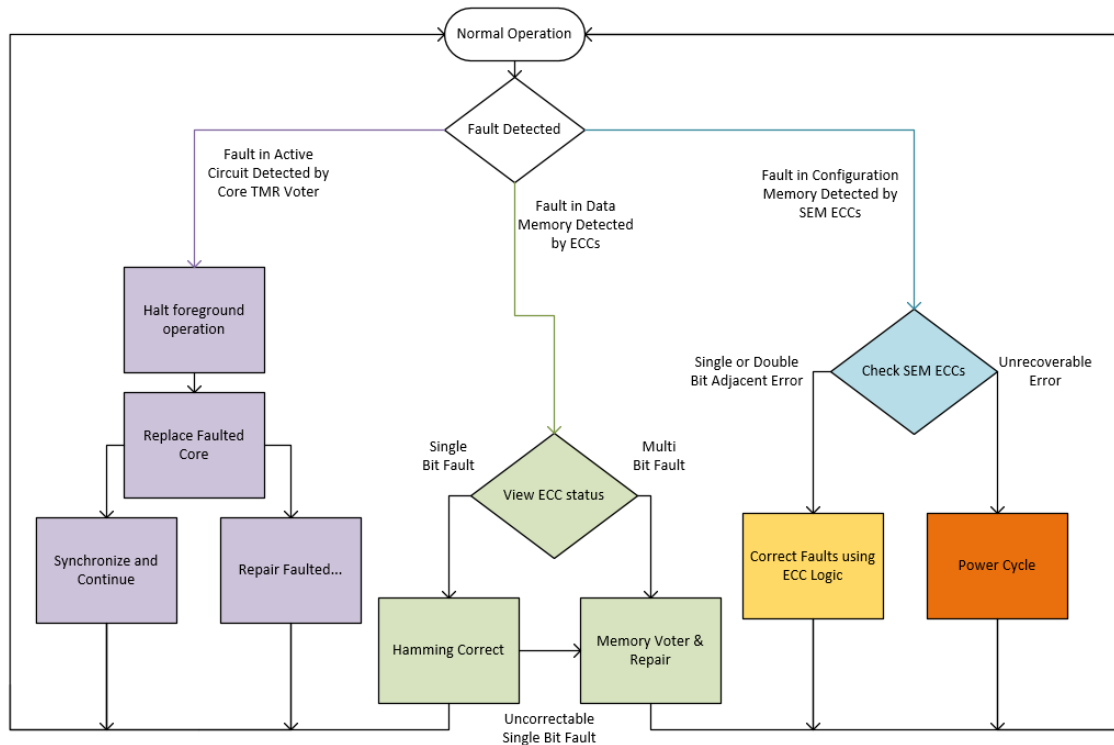 Normal Operation
Fault Detected
Fault in Active
Circuit Detected by
Core TMR Voter
Fault in Data
Memory Detected
by ECCs
Fault in Configuration
Memory Detected by
SEM ECCs
Halt foreground
operation
Replace Faulted
Core
Synchronize and
Continue
Repair Faulted...
Single
Bit Fault
Multi
Bit Fault
View ECC status
Hamming Correct
Memory Voter &
Repair
Uncorrectable
Single Bit Fault
Single or Double
Bit Adjacent Error
Check SEM ECCs
Unrecoverable
Error
Correct Faults using
ECC Logic
Power Cycle